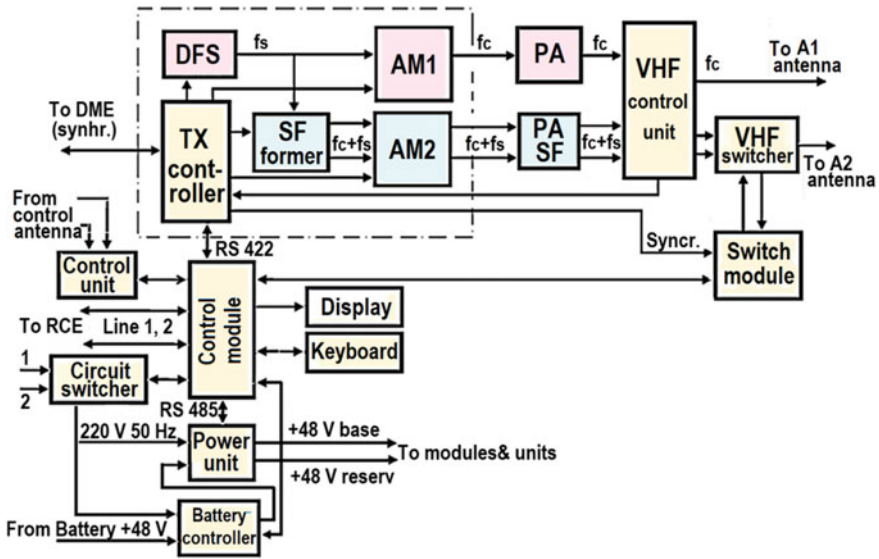 DFS
fs
AM1
fc
PA
fc
VHF
control
unit
fc
To A1
antenna
To DME
(synhr.)
TX
cont-
roller
SF
former
fc+fs
AM2
fc+fs
PA
SF
fc+fs
VHF
switcher
To A2
antenna
From
control
antenna
RS 422
Syncr.
Switch
module
Control
unit
Control
module
Display
To RCE
Line 1, 2
Keyboard
1
2
Circuit
switcher
RS 485
220 V 50 Hz
Power
unit
+48 V base
To modules& units
+48 V reserv
Battery
controller
From Battery +48 V